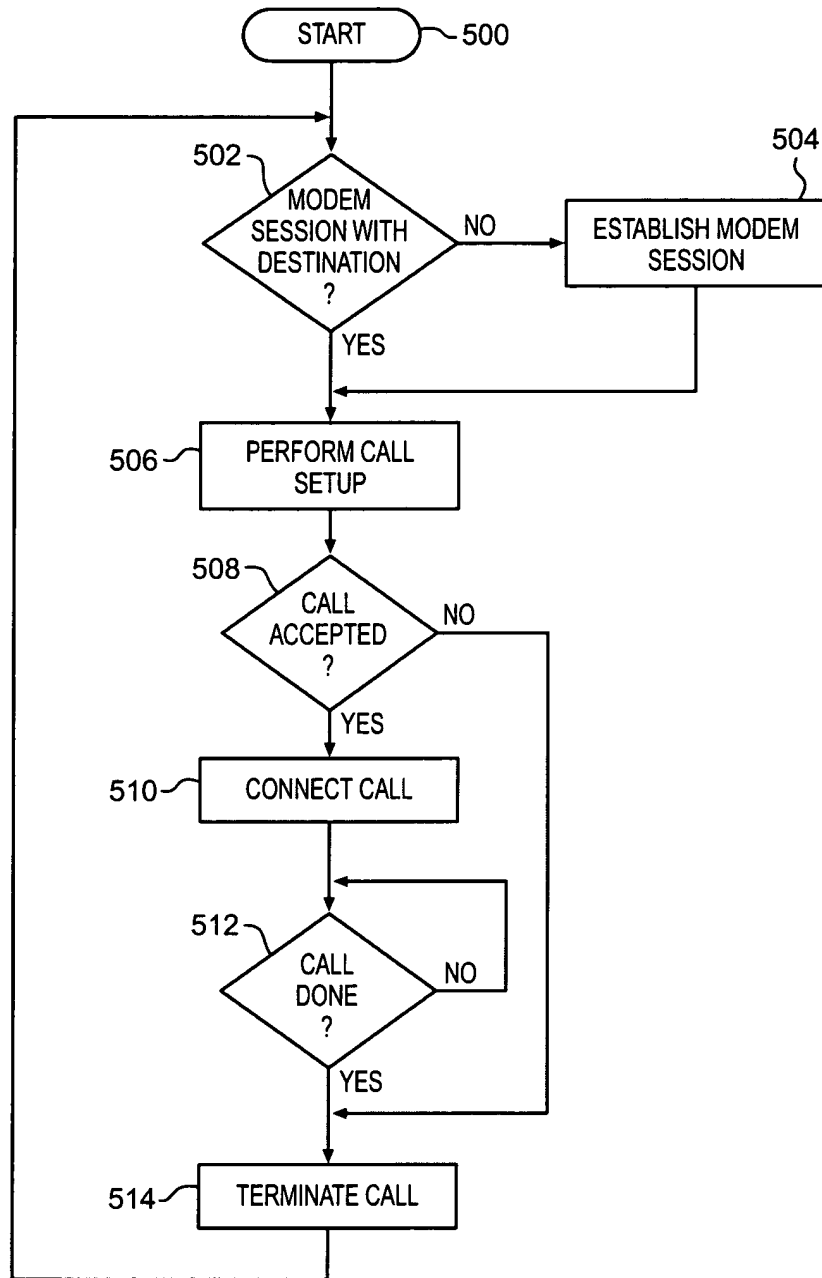 START
500
502
MODEM
SESSION WITH
DESTINATION
?
NO
504
ESTABLISH MODEM
SESSION
YES
506
PERFORM CALL
SETUP
508
CALL
ACCEPTED
?
NO
YES
510
CONNECT CALL
512
CALL
DONE
?
NO
YES
514
TERMINATE CALL